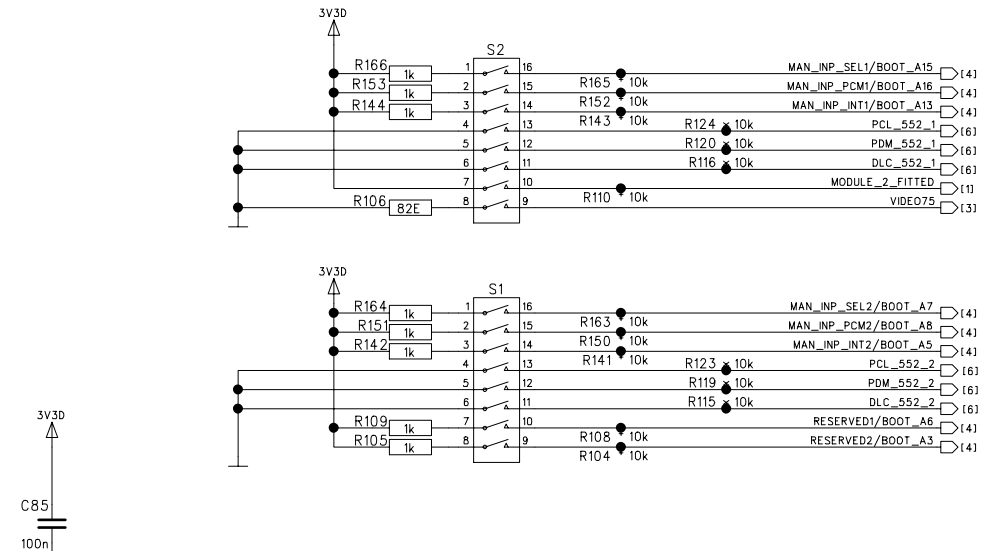 3V3D
S2
R166 1k 1 16 MAN_INP_SEL1/BOOT_A15 [4]
R153 1k 2 15 R165 10k MAN_INP_PCM1/BOOT_A16 [4]
R144 1k 3 14 R152 10k MAN_INP_INT1/BOOT_A13 [4]
4 13 R143 10k R124 10k PCL_552_1 [6]
5 12 R120 10k PDM_552_1 [6]
6 11 R116 10k DLC_552_1 [6]
7 10 MODULE_2_FITTED [1]
R106 82E 8 9 R110 10k VIDEO75 [3]
3V3D
S1
R164 1k 1 16 MAN_INP_SEL2/BOOT_A7 [4]
R151 1k 2 15 R163 10k MAN_INP_PCM2/BOOT_A8 [4]
R142 1k 3 14 R150 10k MAN_INP_INT2/BOOT_A5 [4]
4 13 R141 10k R123 10k PCL_552_2 [6]
5 12 R119 10k PDM_552_2 [6]
6 11 R115 10k DLC_552_2 [6]
R109 1k 7 10 RESERVED1/BOOT_A6 [4]
R105 1k 8 9 R108 10k RESERVED2/BOOT_A3 [4]
R104 10k
3V3D
C85
100n